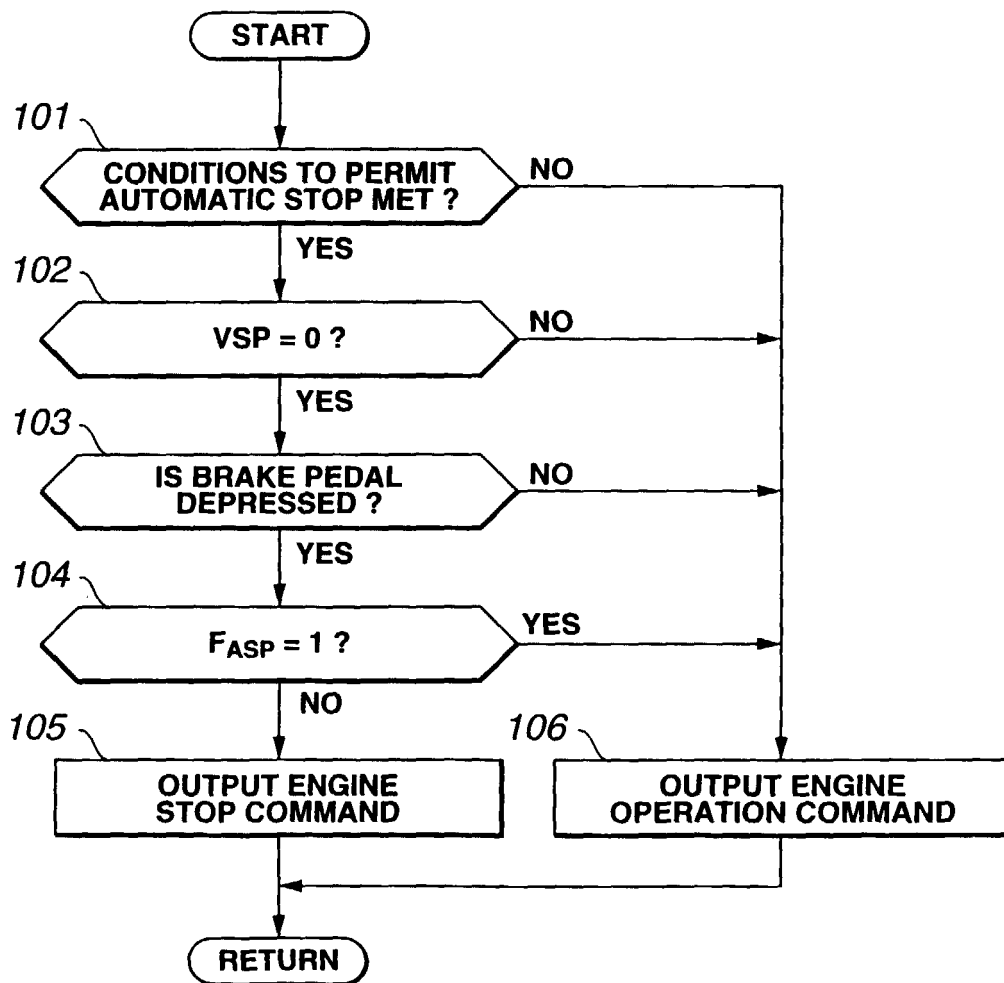 START
101
CONDITIONS TO PERMIT
AUTOMATIC STOP MET ?
NO
YES
102
VSP = 0 ?
NO
YES
103
IS BRAKE PEDAL
DEPRESSED ?
NO
YES
104
FASP = 1 ?
YES
NO
105
OUTPUT ENGINE
STOP COMMAND
106
OUTPUT ENGINE
OPERATION COMMAND
RETURN